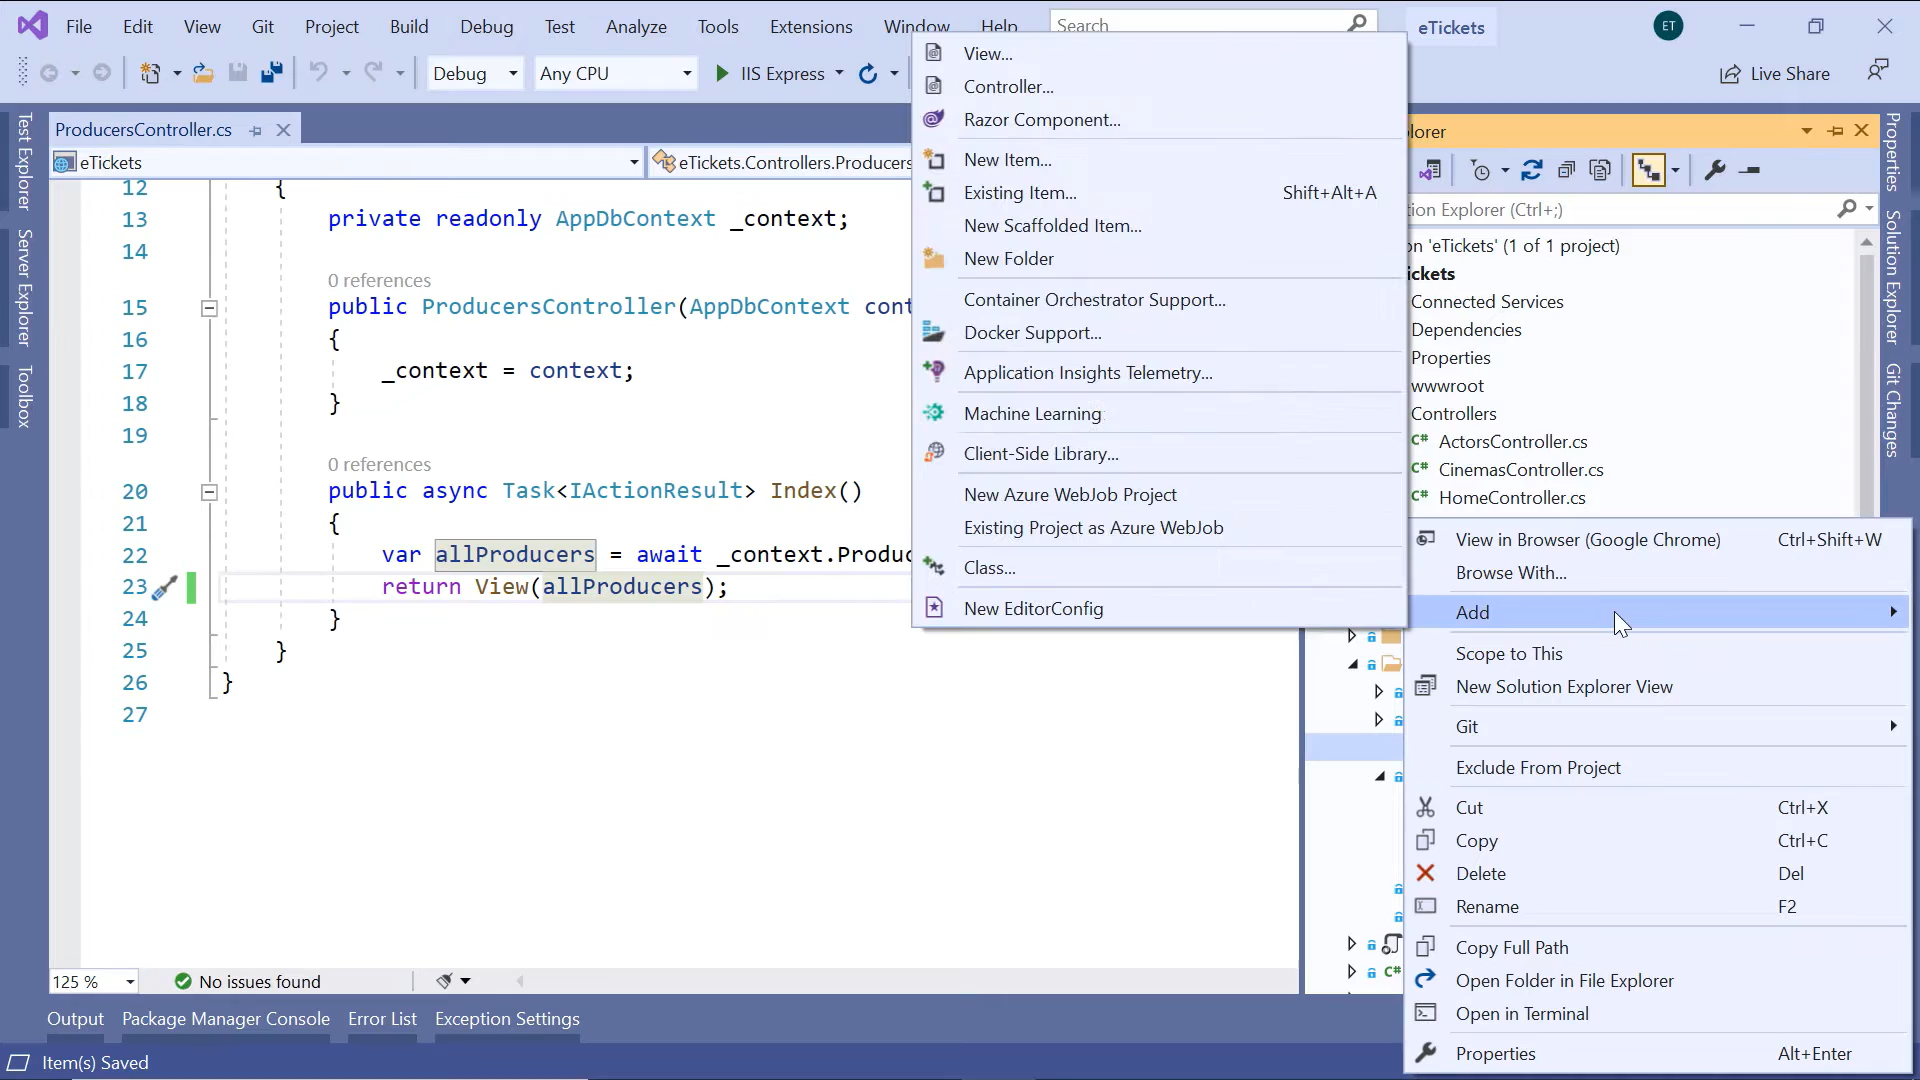 File Edit View Git Project Build Debug Test Analyze Tools Extensions Window Help Search eTickets ET
Debug Any CPU IIS Express Live Share
ProducersController.cs
eTickets eTickets.Controllers.Producers
12 {
13 private readonly AppDbContext _context;
14
0 references
15 public ProducersController(AppDbContext cont
16 {
17 _context = context;
18 }
19
0 references
20 public async Task<IActionResult> Index()
21 {
22 var allProducers = await _context.Produc
23 return View(allProducers);
24 }
25 }
26 }
27
125 % No issues found
Output Package Manager Console Error List Exception Settings
Item(s) Saved
Test Explorer
Server Explorer
Toolbox
View...
Controller...
Razor Component...
New Item...
Existing Item... Shift+Alt+A
New Scaffolded Item...
New Folder
Container Orchestrator Support...
Docker Support...
Application Insights Telemetry...
Machine Learning
Client-Side Library...
New Azure WebJob Project
Existing Project as Azure WebJob
Class...
New EditorConfig
lorer
ion Explorer (Ctrl+;)
on 'eTickets' (1 of 1 project)
ickets
Connected Services
Dependencies
Properties
wwwroot
Controllers
C# ActorsController.cs
C# CinemasController.cs
C# HomeController.cs
C#
View in Browser (Google Chrome) Ctrl+Shift+W
Browse With...
Add
Scope to This
New Solution Explorer View
Git
Exclude From Project
Cut Ctrl+X
Copy Ctrl+C
Delete Del
Rename F2
Copy Full Path
Open Folder in File Explorer
Open in Terminal
Properties Alt+Enter
Properties
Solution Explorer
Git Changes